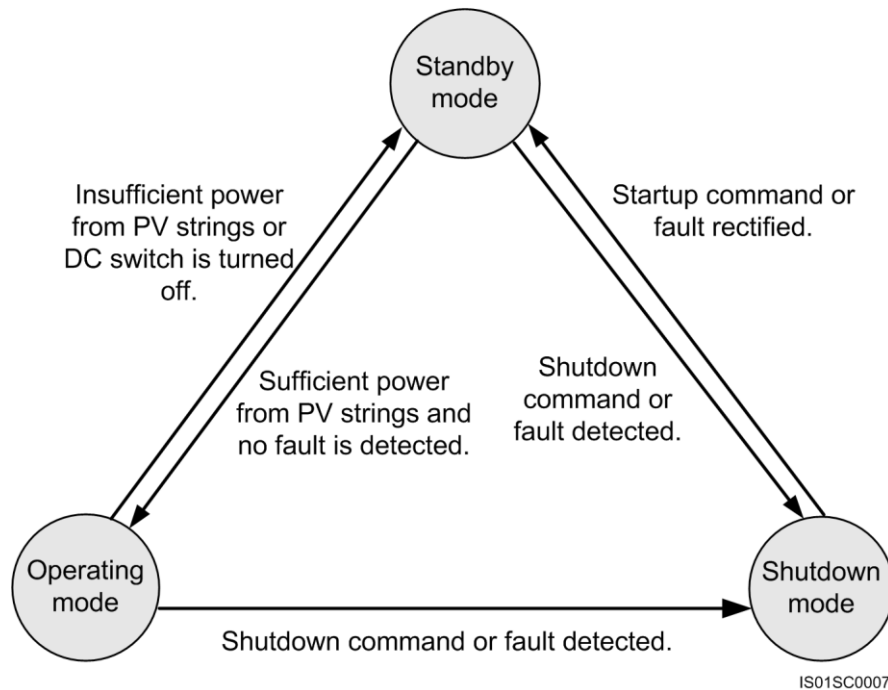 Standby
mode
Insufficient power
from PV strings or
DC switch is turned
off.
Startup command or
fault rectified.
Sufficient power
from PV strings and
no fault is detected.
Shutdown
command or
fault detected.
Operating
mode
Shutdown
mode
Shutdown command or fault detected.
IS01SC0007